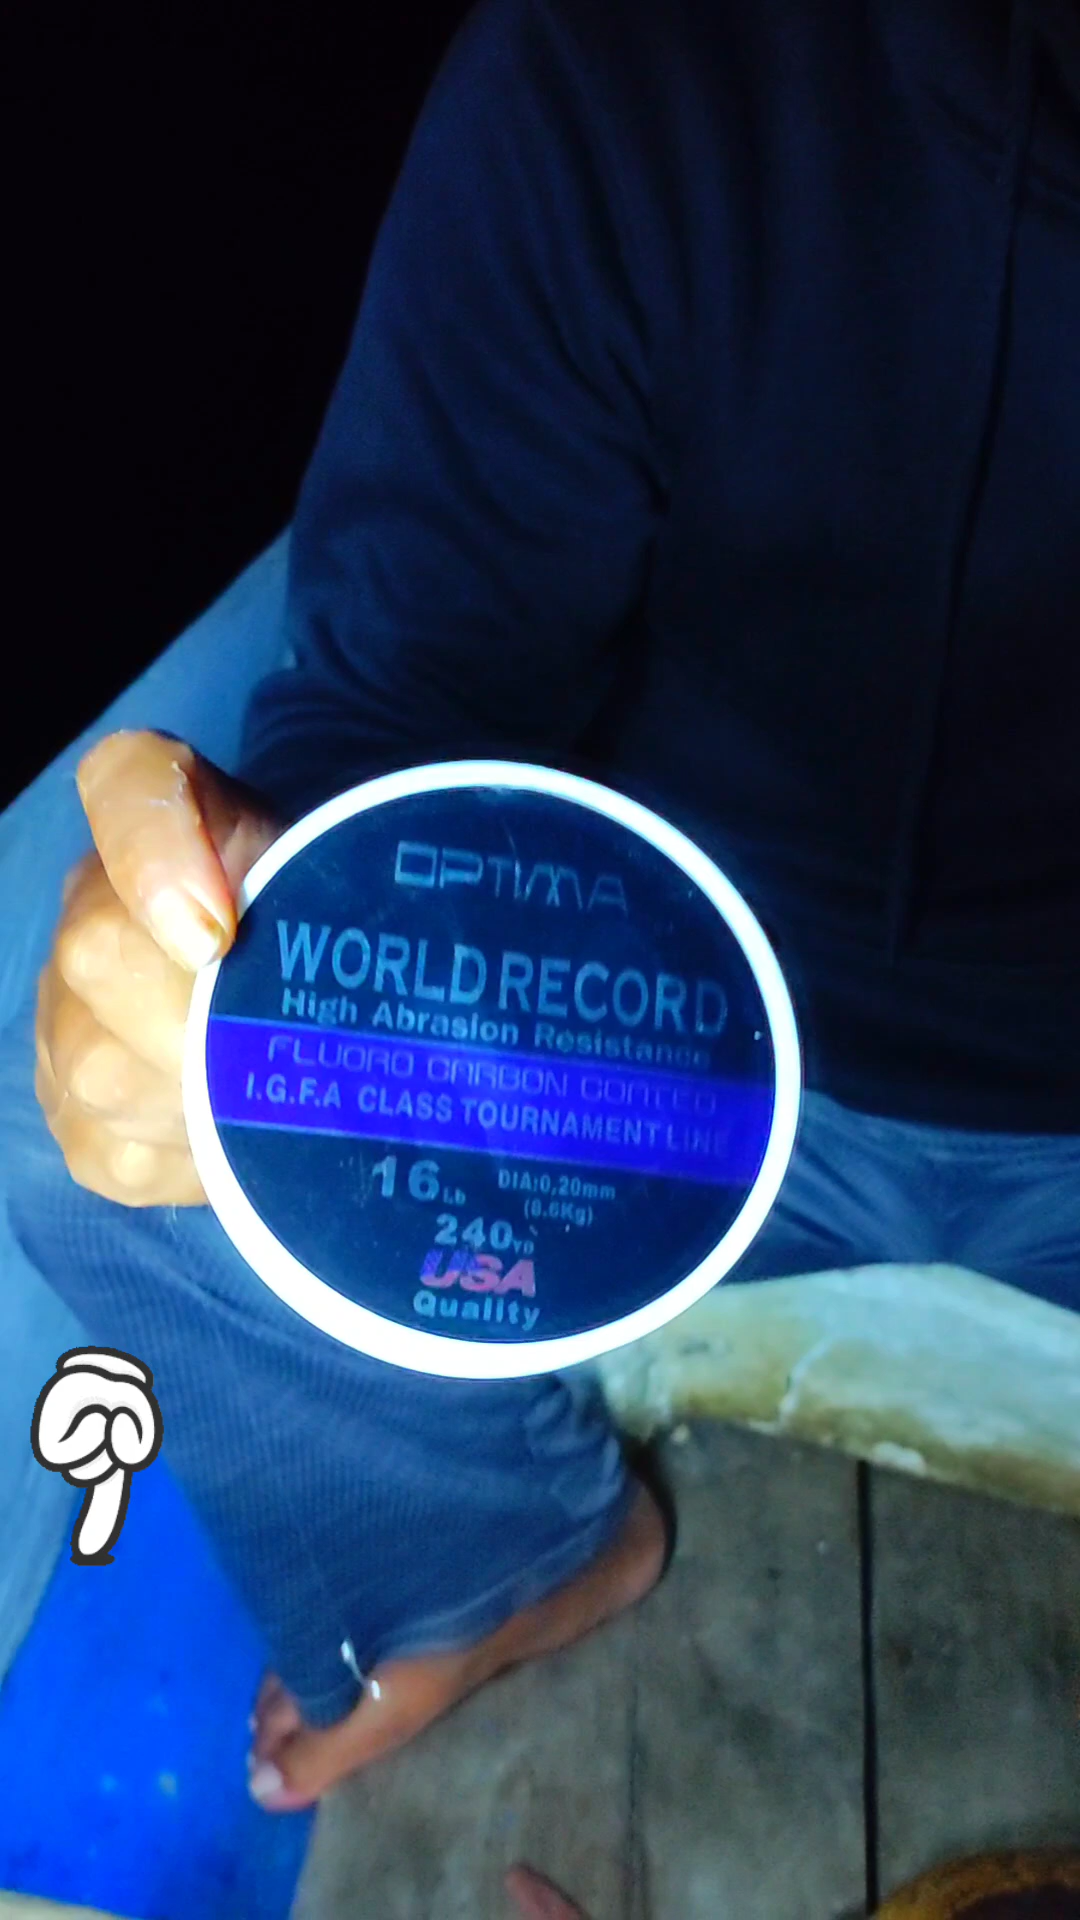 OPTIMA
WORLD RECORD
High Abrasion Resistance
FLUORO CARBON COATED
I.G.F.A CLASS TOURNAMENT LINE
16Lb DIA:0,20mm
(8.6Kg)
240YD
USA
Quality